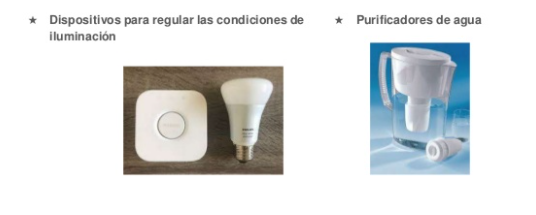 ★ Dispositivos para regular las condiciones de
iluminación
★ Purificadores de agua